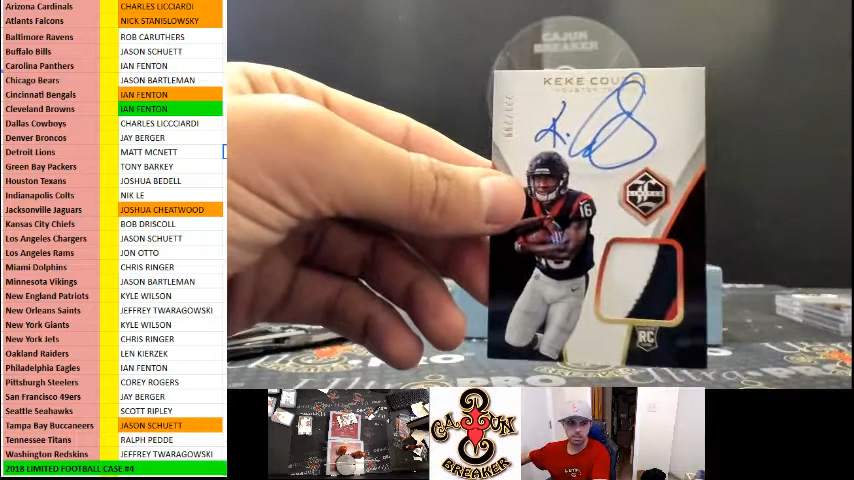 Arizona Cardinals CHARLES LICCIARDI
Atlants Falcons NICK STANISLOWSKY
Baltimore Ravens ROB CARUTHERS
Buffalo Bills JASON SCHUETT
Carolina Panthers IAN FENTON
Chicago Bears JASON BARTLEMAN
Cincinnati Bengals IAN FENTON
Cleveland Browns IAN FENTON
Dallas Cowboys CHARLES LICCCIARDI
Denver Broncos JAY BERGER
Detroit Lions MATT MCNETT
Green Bay Packers TONY BARKEY
Houston Texans JOSHUA BEDELL
Indianapolis Colts NIK LE
Jacksonville Jaguars JOSHUA CHEATWOOD
Kansas City Chiefs BOB DRISCOLL
Los Angeles Chargers JASON SCHUETT
Los Angeles Rams JON OTTO
Miami Dolphins CHRIS RINGER
Minnesota Vikings JASON BARTLEMAN
New England Patriots KYLE WILSON
New Orleans Saints JEFFREY TWARAGOWSKI
New York Giants KYLE WILSON
New York Jets CHRIS RINGER
Oakland Raiders LEN KIERZEK
Philadelphia Eagles IAN FENTON
Pittsburgh Steelers COREY ROGERS
San Francisco 49ers JAY BERGER
Seattle Seahawks SCOTT RIPLEY
Tampa Bay Buccaneers JASON SCHUETT
Tennessee Titans RALPH PEDDE
Washington Redskins JEFFREY TWARAGOWSKI
2018 LIMITED FOOTBALL CASE #4
CAJUN
BREAKER
KEKE
HOUSTON
LIMITED
16
RC
CAJUN
BREAKER